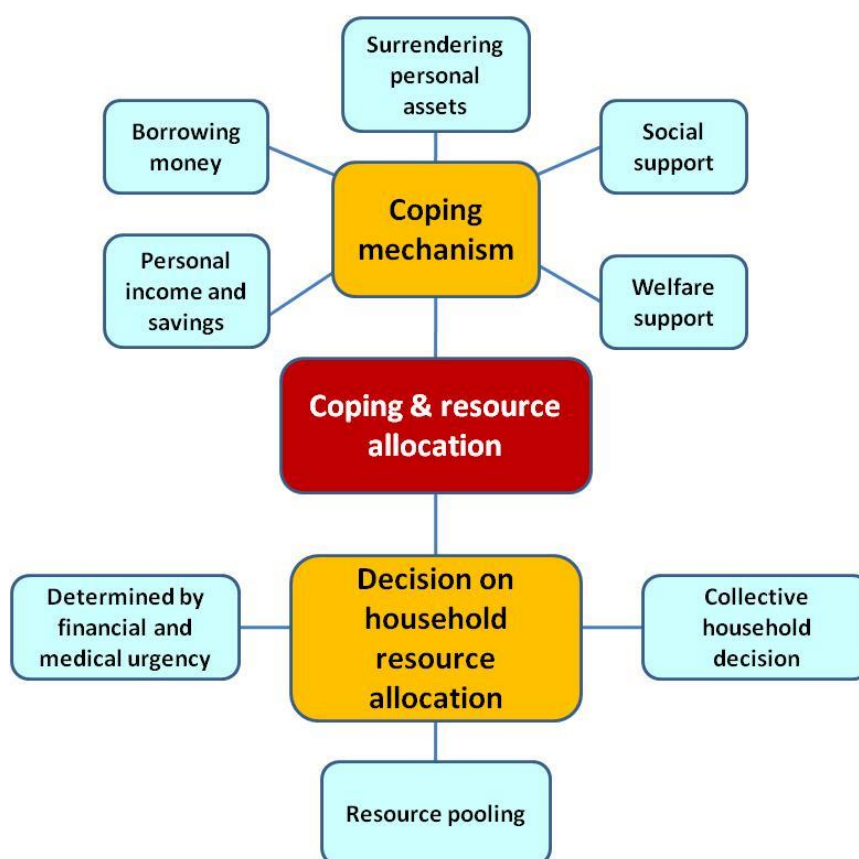 Surrendering
personal
assets
Borrowing
money
Social
support
Coping
mechanism
Personal
income and
savings
Welfare
support
Coping & resource
allocation
Decision on
household
resource
allocation
Determined by
financial and
medical urgency
Collective
household
decision
Resource pooling